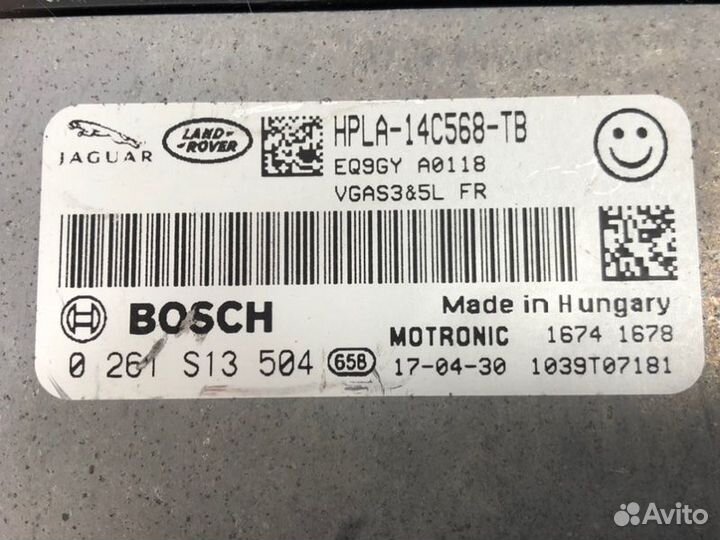 JAGUAR
LAND-
ROVER
HPLA-14C568-TB
EQ9GY A0118
VGAS3&5L FR
BOSCH
Made in Hungary
MOTRONIC 1674 1678
0 261 S13 504 65B 17-04-30 1039T07181
Avito